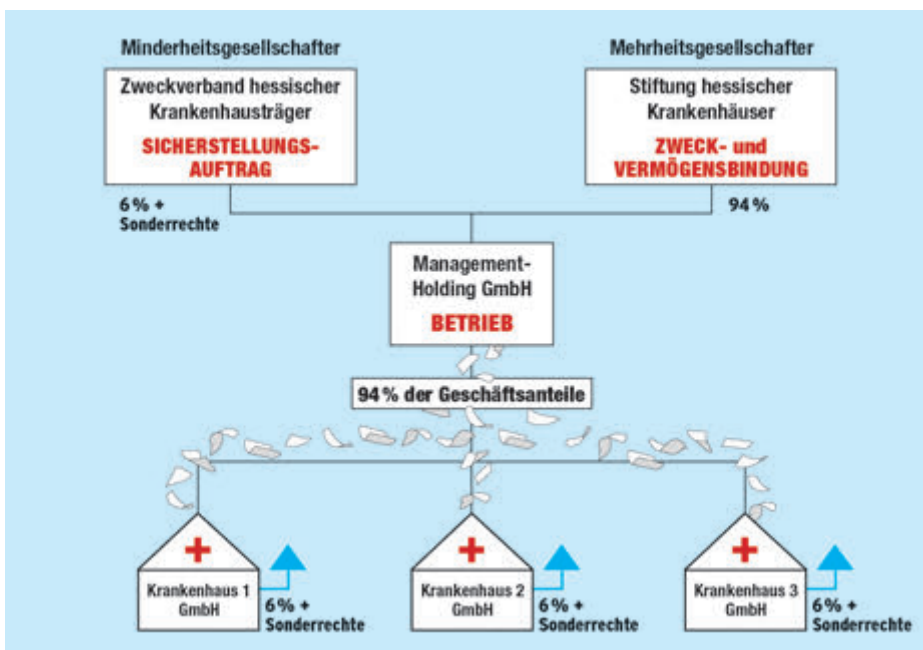 Minderheitsgesellschafter
Zweckverband hessischer
Krankenhausträger
SICHERSTELLUNGS-
AUFTRAG
Mehrheitsgesellschafter
Stiftung hessischer
Krankenhäuser
ZWECK- und
VERMÖGENSBINDUNG
6 % +
Sonderrechte
94 %
Management-
Holding GmbH
BETRIEB
94 % der Geschäftsanteile
Krankenhaus 1
GmbH
6 % +
Sonderrechte
Krankenhaus 2
GmbH
6 % +
Sonderrechte
Krankenhaus 3
GmbH
6 % +
Sonderrechte